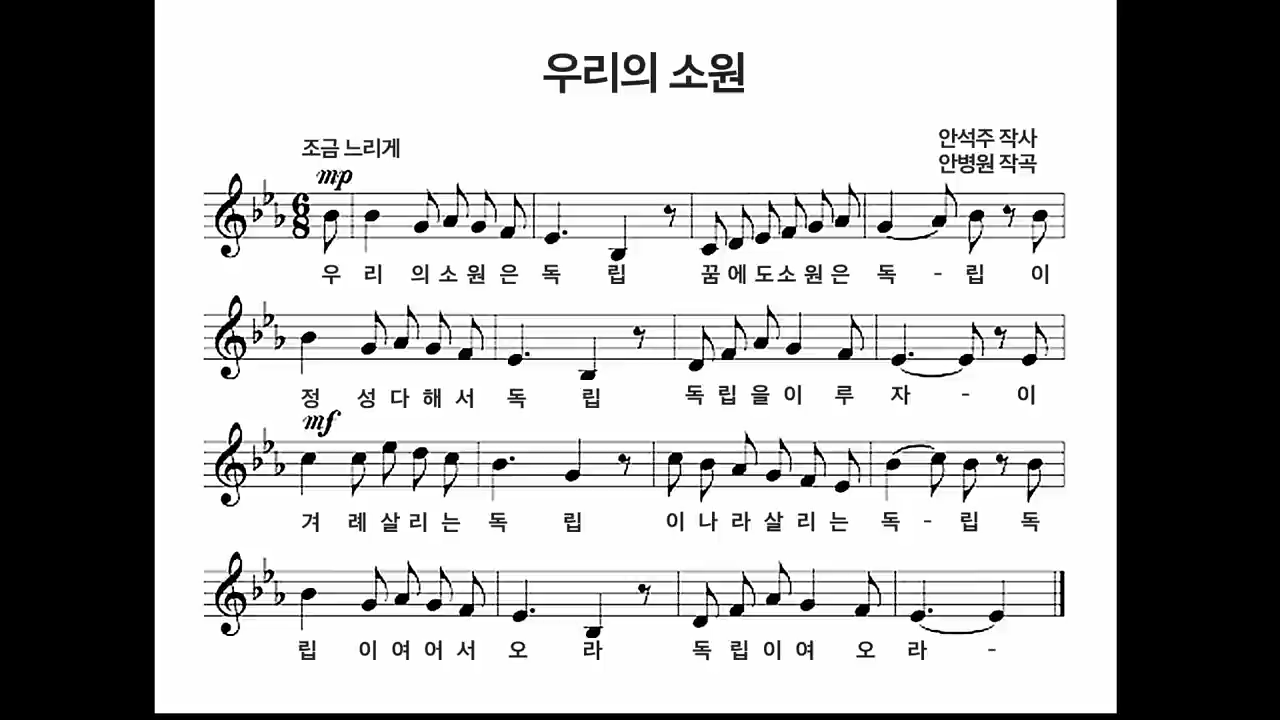 우리의 소원
조금 느리게
안석주 작사
안병원 작곡
mp
6
8
우 리 의 소 원 은 독 립 꿈 에 도 소 원 은 독 - 립 이
정 성 다 해 서 독 립 독 립 을 이 루 자 - 이
mf
겨 레 살 리 는 독 립 이 나 라 살 리 는 독 - 립 독
립 이 여 어 서 오 라 독 립 이 여 오 라 -